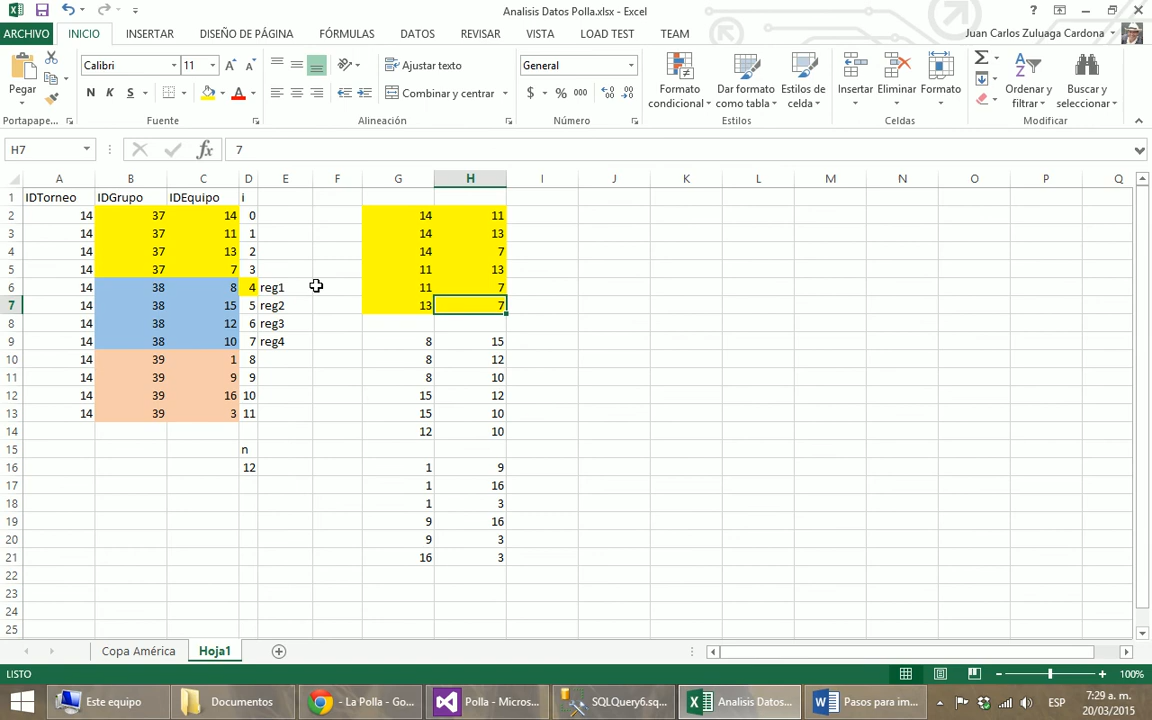 Analisis Datos Polla.xlsx - Excel
ARCHIVO INICIO INSERTAR DISEÑO DE PÁGINA FÓRMULAS DATOS REVISAR VISTA LOAD TEST TEAM Juan Carlos Zuluaga Cardona
Calibri 11 Ajustar texto General
Pegar N K S A Combinar y centrar $ % 000 Formato condicional Dar formato como tabla Estilos de celda Insertar Eliminar Formato Ordenar y filtrar Buscar y seleccionar
Portapape... Fuente Alineación Número Estilos Celdas Modificar
H7 fx 7
A B C D E F G H I J K L M N O P Q
1 IDTorneo IDGrupo IDEquipo i
2 14 37 14 0 14 11
3 14 37 11 1 14 13
4 14 37 13 2 14 7
5 14 37 7 3 11 13
6 14 38 8 4 reg1 11 7
7 14 38 15 5 reg2 13 7
8 14 38 12 6 reg3
9 14 38 10 7 reg4 8 15
10 14 39 1 8 8 12
11 14 39 9 9 8 10
12 14 39 16 10 15 12
13 14 39 3 11 15 10
14 12 10
15 n
16 12 1 9
17 1 16
18 1 3
19 9 16
20 9 3
21 16 3
22
23
24
25
Copa América Hoja1
LISTO 100%
Este equipo Documentos - La Polla - Go... Polla - Micros... SQLQuery6.sq... Analisis Datos... Pasos para im... ESP 7:29 a. m.
20/03/2015